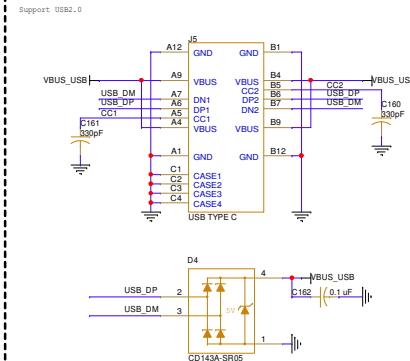 Support USB2.0
J5
A12 GND GND B1
VBUS_USB A9 VBUS VBUS B4 VBUS_US
CC2 B5 CC2
USB_DM A7 DN1 DP2 B6 USB_DP
USB_DP A6 DP1 DN2 B7 USB_DM
CC1 A5 CC1
A4 VBUS VBUS B9
C161
330pF
C160
330pF
A1 GND GND B12
C1 CASE1
C2 CASE2
C3 CASE3
C4 CASE4
USB TYPE C
D4
4 VBUS_USB
USB_DP 2
C162 0.1 uF
USB_DM 3
5V
1
CD143A-SR05